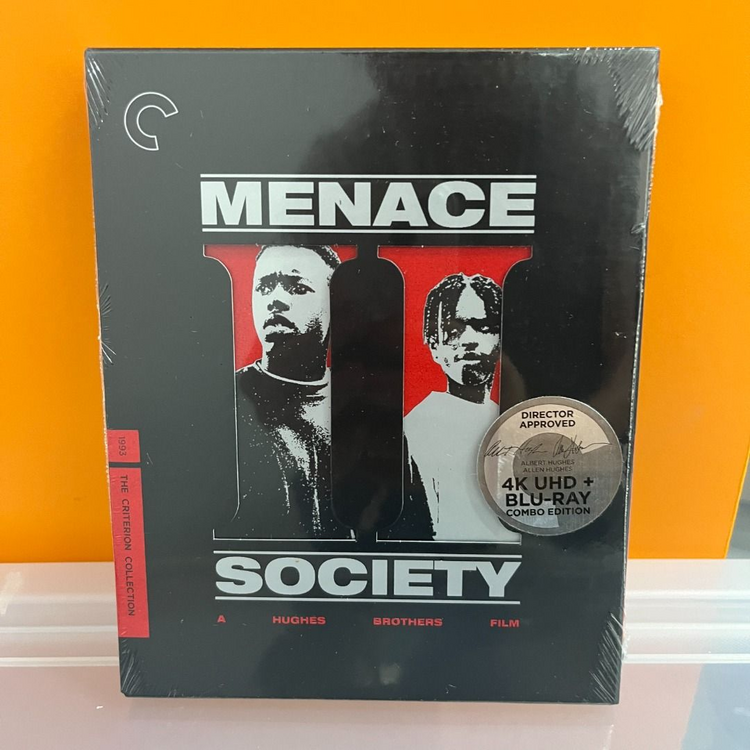 MENACE
II
SOCIETY
A HUGHES BROTHERS FILM
1993
THE CRITERION COLLECTION
DIRECTOR
APPROVED
ALBERT HUGHES
ALLEN HUGHES
4K UHD +
BLU-RAY
COMBO EDITION